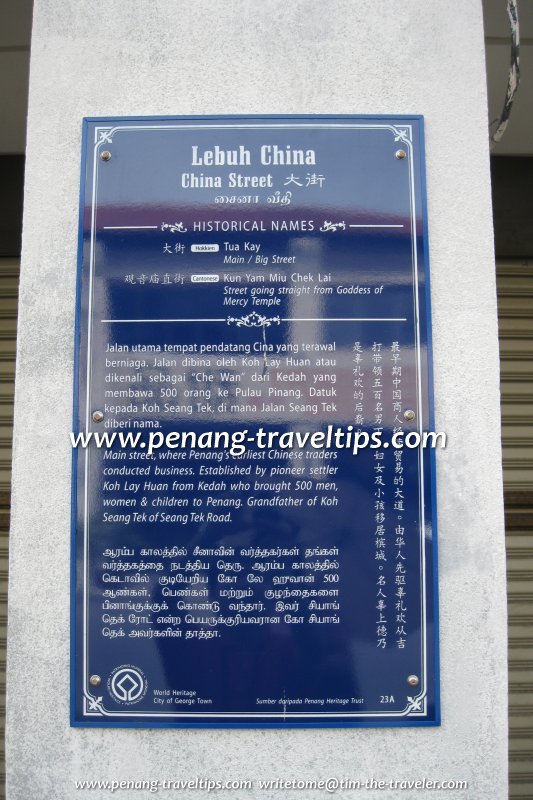 Lebuh China
China Street 大街
சைனா வீதி
HISTORICAL NAMES
大街 Hokkien Tua Kay
Main / Big Street
观音庙直街 Cantonese Kun Yam Miu Chek Lai
Street going straight from Goddess of
Mercy Temple
Jalan utama tempat pendatang Cina yang terawal
berniaga. Jalan dibina oleh Koh Lay Huan atau
dikenali sebagai "Che Wan" dari Kedah yang
membawa 500 orang ke Pulau Pinang. Datuk
kepada Koh Seang Tek, di mana Jalan Seang Tek
diberi nama.
www.penang-traveltips.com
Main street, where Penang's earliest Chinese traders
conducted business. Established by pioneer settler
Koh Lay Huan from Kedah who brought 500 men,
women & children to Penang. Grandfather of Koh
Seang Tek of Seang Tek Road.
ஆரம்ப காலத்தில் சீனாவின் வர்த்தகர்கள் தங்கள்
வர்த்தகத்தை நடத்திய தெரு. ஆரம்ப காலத்தில்
கெடாவில் குடியேறிய கோ லே ஹுவான் 500
ஆண்கள், பெண்கள் மற்றும் குழந்தைகளை
பினாங்குக்குக் கொண்டு வந்தார். இவர் சியாங்
தெக் ரோட் என்ற பெயருக்குரியவரான கோ சியாங்
தெக் அவர்களின் தாத்தா.
最早期中国商人贸易的大道。由华人先驱辜礼欢从吉
打带领五百名男丁妇女及小孩移居槟城。名人辜上德乃
是辜礼欢的后
World Heritage
City of George Town
Sumber daripada Penang Heritage Trust
23A
www.penang-traveltips.com writetome@tim-the-traveler.com